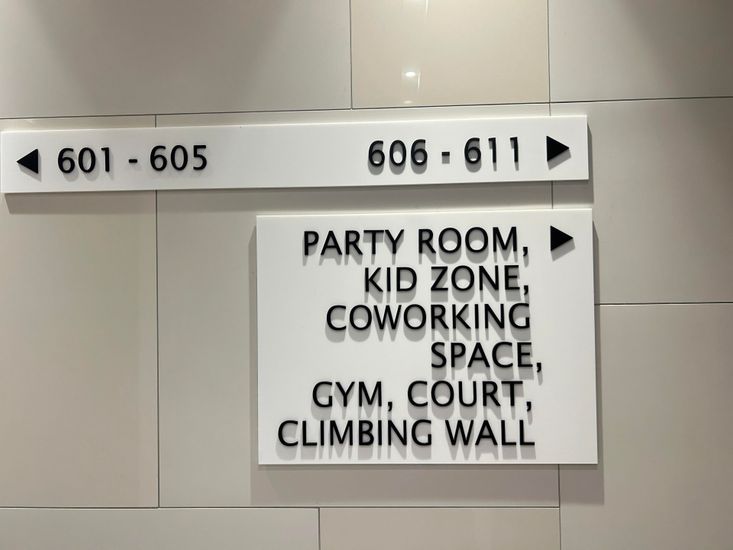 ◀ 601 - 605 606 - 611 ▶
PARTY ROOM, ▶
KID ZONE,
COWORKING
SPACE,
GYM, COURT,
CLIMBING WALL